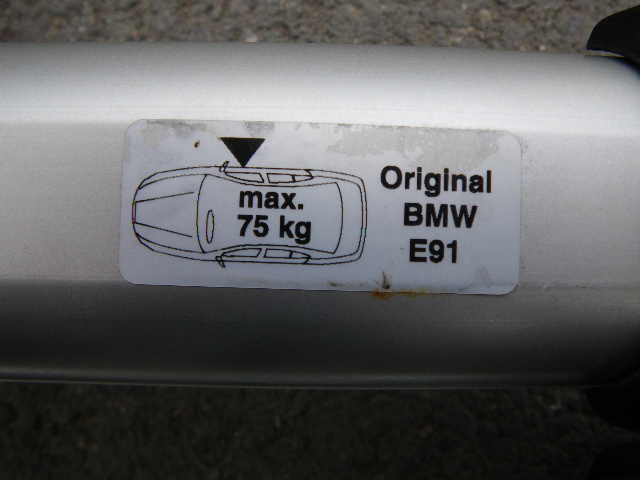 max.
75 kg
Original
BMW
E91